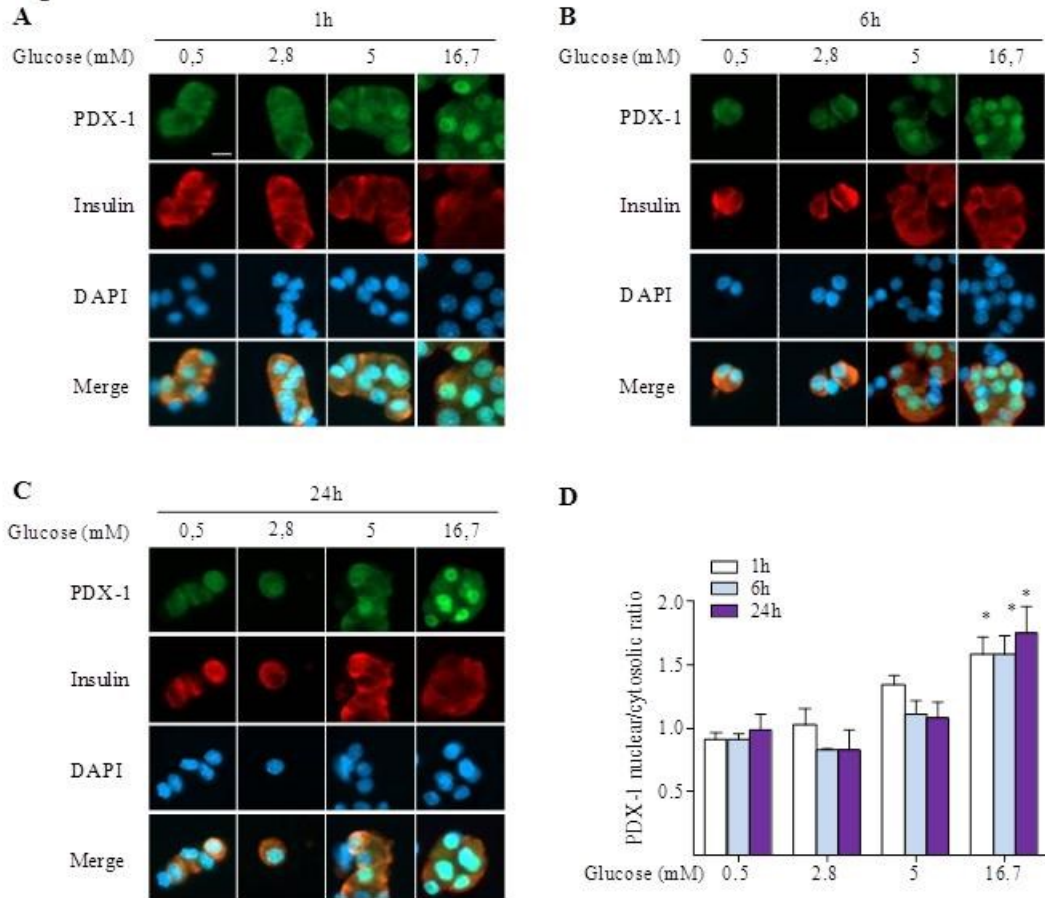 A
1h
Glucose (mM) 0,5 2,8 5 16,7
PDX-1
Insulin
DAPI
Merge
B
6h
Glucose (mM) 0,5 2,8 5 16,7
PDX-1
Insulin
DAPI
Merge
C
24h
Glucose (mM) 0,5 2,8 5 16,7
PDX-1
Insulin
DAPI
Merge
D
1h
6h
24h
PDX-1 nuclear/cytosolic ratio
2.0
1.5
1.0
0.5
* * *
Glucose (mM) 0.5 2.8 5 16.7